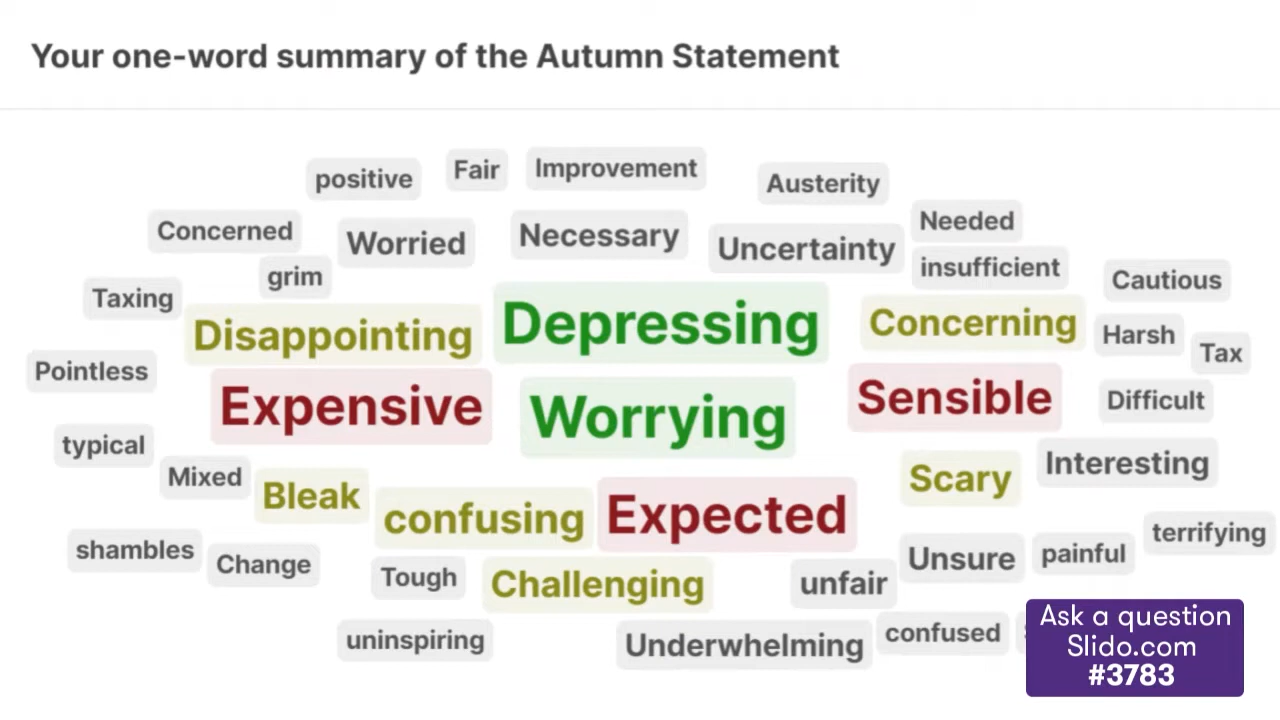 Your one-word summary of the Autumn Statement
positive
Fair
Improvement
Austerity
Concerned
Worried
Necessary
Uncertainty
Needed
grim
insufficient
Cautious
Taxing
Disappointing
Depressing
Concerning
Harsh
Tax
Pointless
Expensive
Worrying
Sensible
Difficult
typical
Mixed
Bleak
confusing
Expected
Scary
Interesting
shambles
Change
Tough
Challenging
unfair
Unsure
painful
terrifying
uninspiring
Underwhelming
confused
Ask a question
Slido.com
#3783